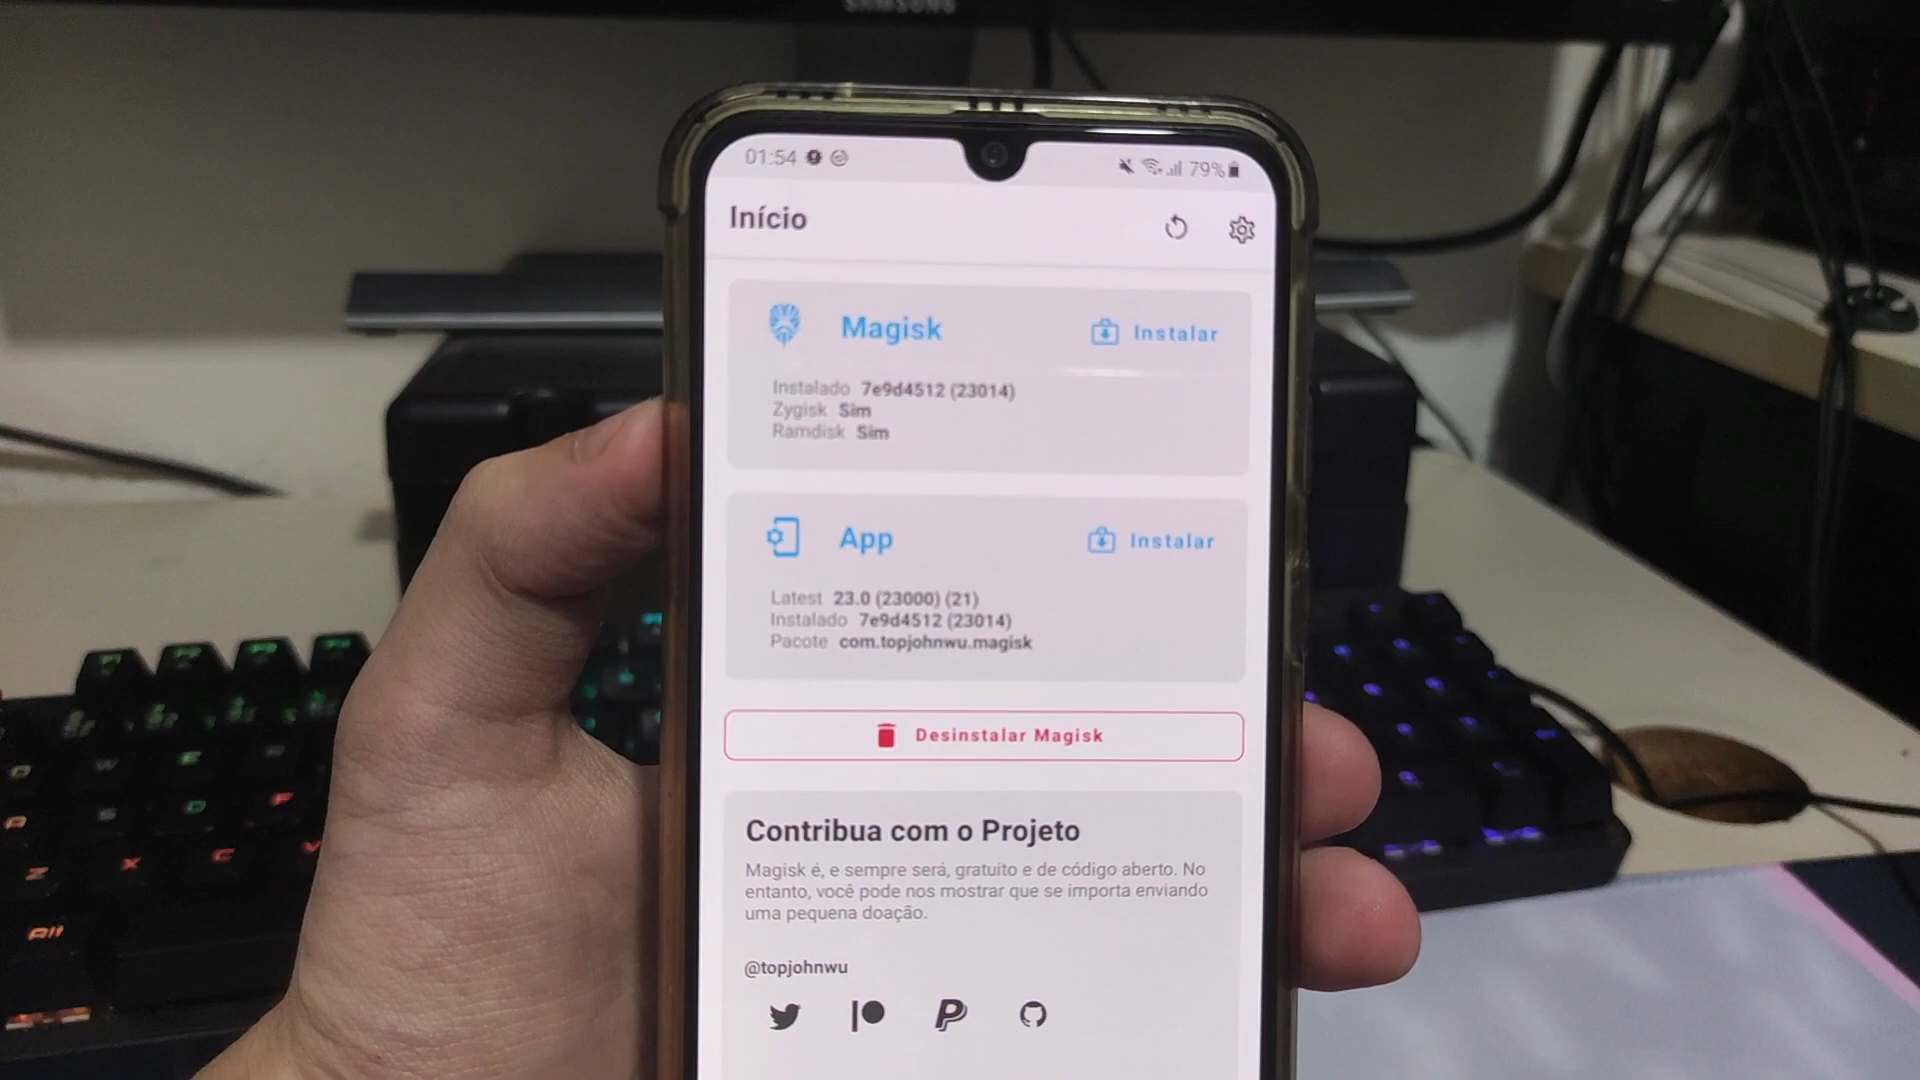 SAMSUNG
01:54
79%
Início
Magisk
Instalar
Instalado 7e9d4512 (23014)
Zygisk Sim
Ramdisk Sim
App
Instalar
Latest 23.0 (23000) (21)
Instalado 7e9d4512 (23014)
Pacote com.topjohnwu.magisk
Desinstalar Magisk
Contribua com o Projeto
Magisk é, e sempre será, gratuito e de código aberto. No
entanto, você pode nos mostrar que se importa enviando
uma pequena doação.
@topjohnwu
W E R
A S D F
Z X C V
Alt